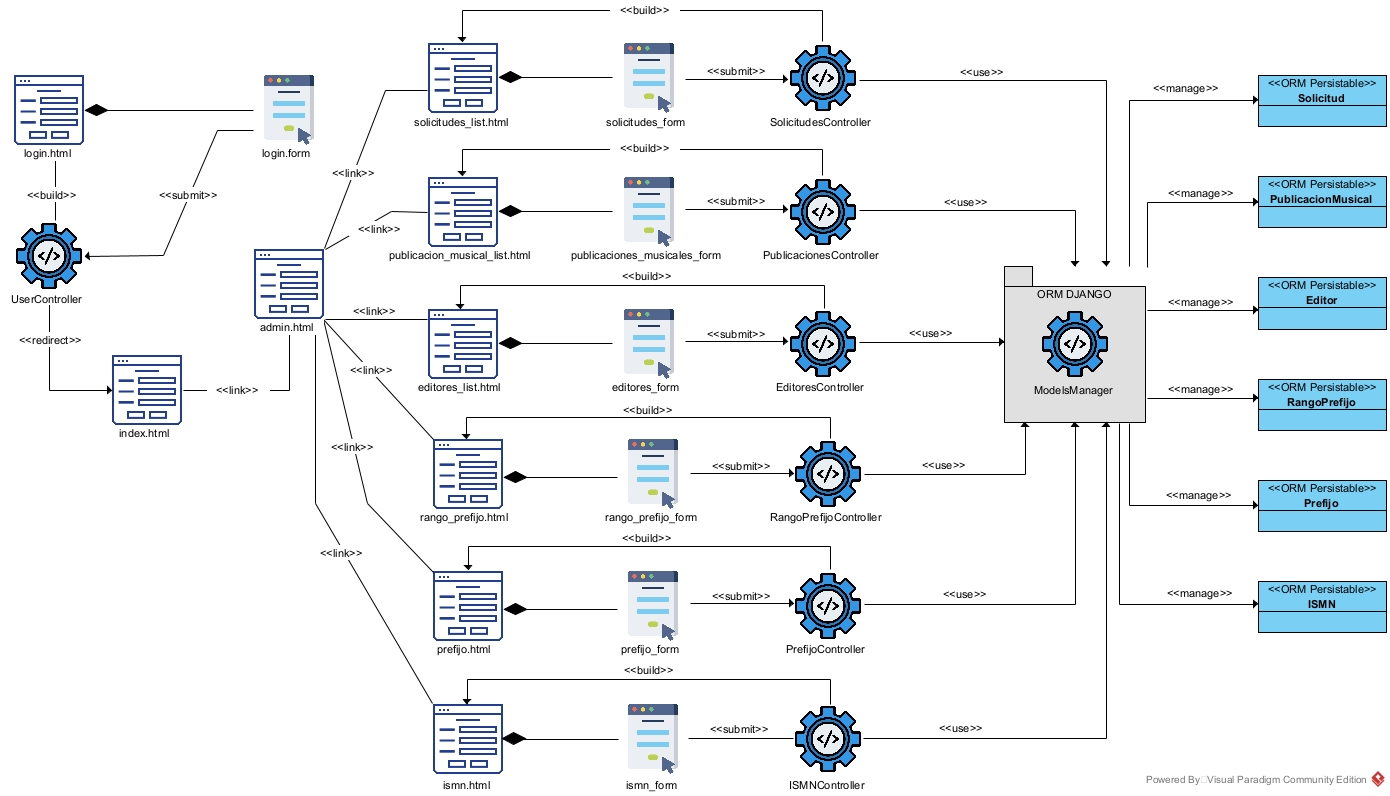 <<build>>
<<submit>>
<<use>>
solicitudes_list.html
solicitudes_form
SolicitudesController
login.html
login.form
<<build>>
<<submit>>
UserController
<<redirect>>
index.html
<<link>>
admin.html
<<link>>
<<link>>
<<link>>
<<link>>
<<link>>
<<link>>
<<build>>
<<submit>>
<<use>>
publicacion_musical_list.html
publicaciones_musicales_form
PublicacionesController
<<build>>
<<submit>>
<<use>>
editores_list.html
editores_form
EditoresController
<<build>>
<<submit>>
<<use>>
rango_prefijo.html
rango_prefijo_form
RangoPrefijoController
<<build>>
<<submit>>
<<use>>
prefijo.html
prefijo_form
PrefijoController
<<build>>
<<submit>>
<<use>>
ismn.html
ismn_form
ISMNController
ORM DJANGO
ModelsManager
<<manage>>
<<ORM Persistable>>
Solicitud
<<manage>>
<<ORM Persistable>>
PublicacionMusical
<<manage>>
<<ORM Persistable>>
Editor
<<manage>>
<<ORM Persistable>>
RangoPrefijo
<<manage>>
<<ORM Persistable>>
Prefijo
<<manage>>
<<ORM Persistable>>
ISMN
Powered By Visual Paradigm Community Edition